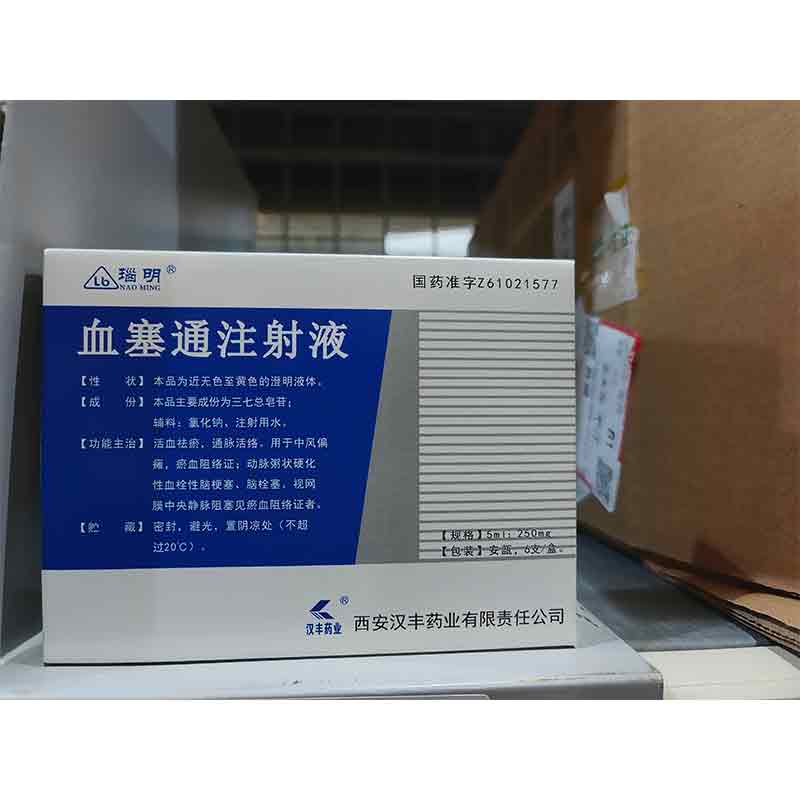 Lb 瑙明®
NAO MING
国药准字Z61021577
血塞通注射液
【性 状】本品为近无色至黄色的澄明液体。
【成 份】本品主要成份为三七总皂苷；
辅料：氯化钠、注射用水。
【功能主治】活血祛瘀，通脉活络。用于中风偏
瘫，瘀血阻络证；动脉粥状硬化
性血栓性脑梗塞、脑栓塞、视网
膜中央静脉阻塞见瘀血阻络证者。
【贮 藏】密封，避光，置阴凉处（不超
过20℃）。
【规格】5ml：250mg
【包装】安瓿，6支/盒。
汉丰药业® 西安汉丰药业有限责任公司